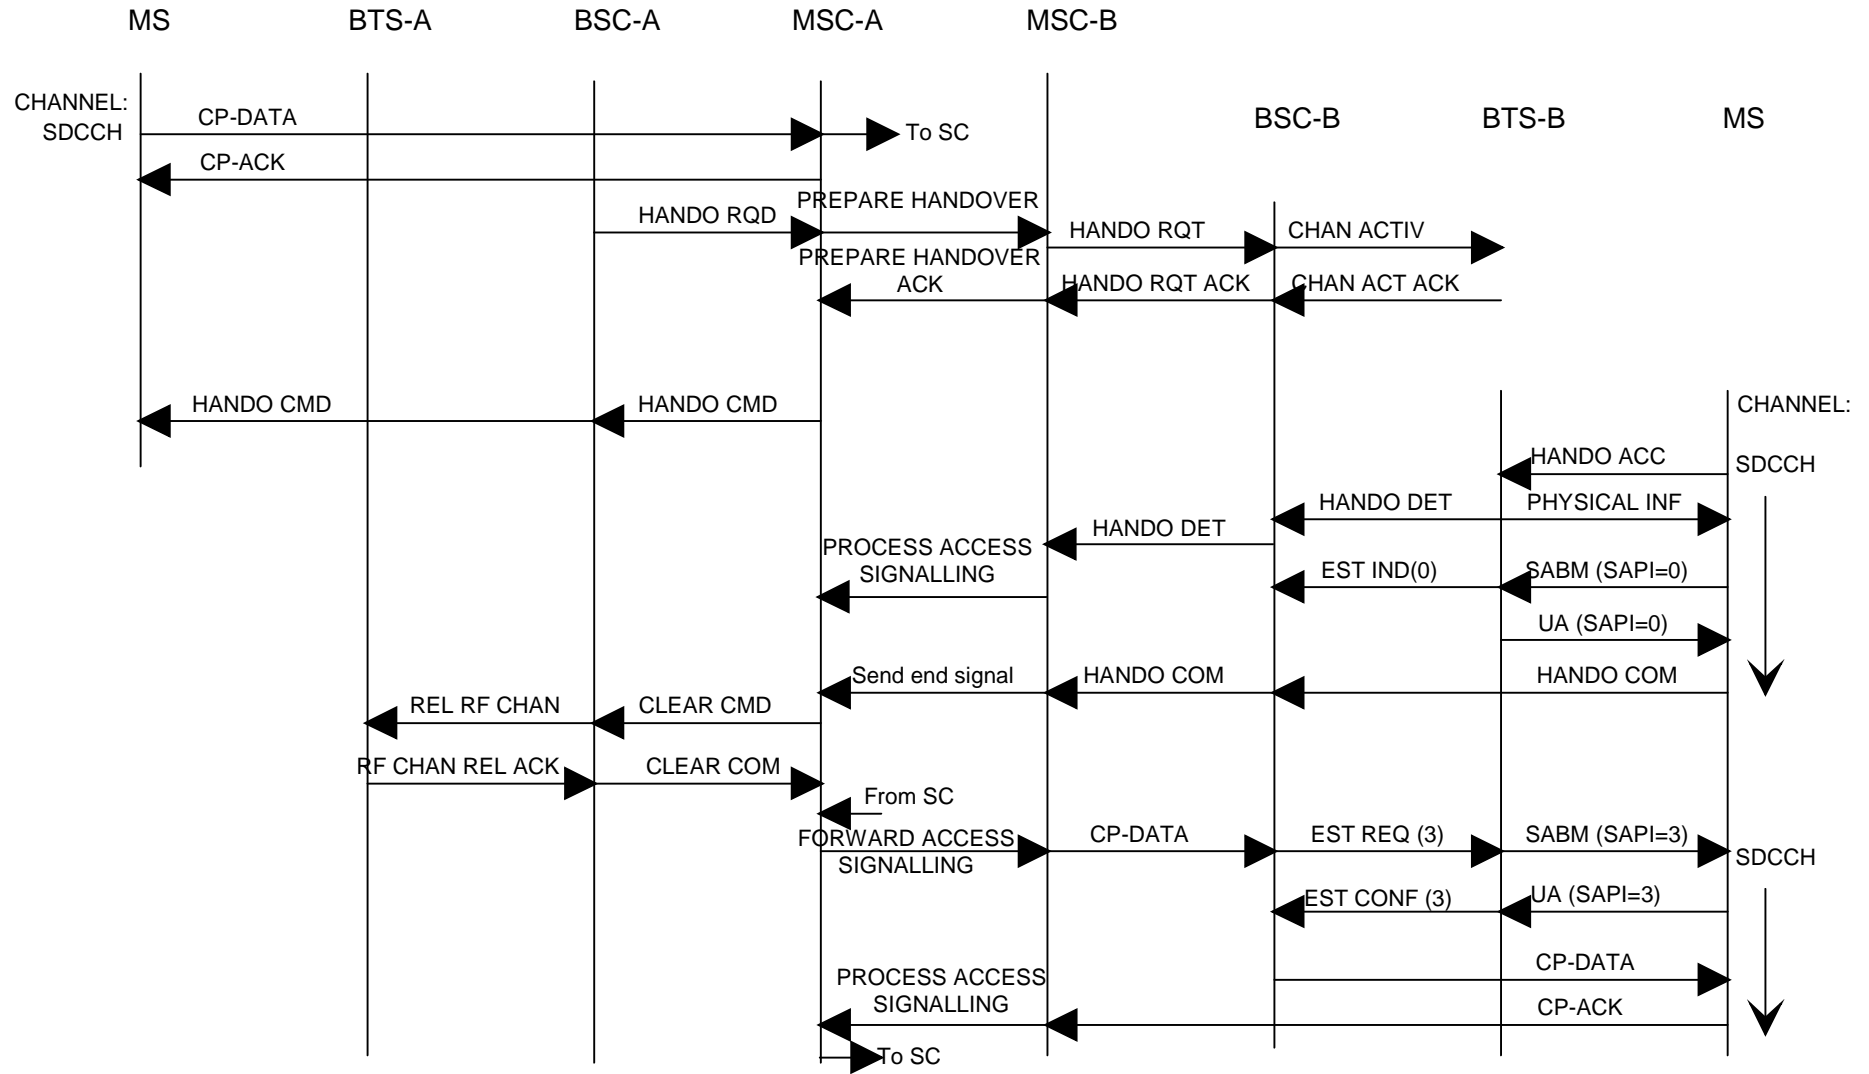 MS BTS-A BSC-A MSC-A MSC-B
BSC-B BTS-B MS
CHANNEL:
SDCCH
CP-DATA
To SC
CP-ACK
PREPARE HANDOVER
HANDO RQD
HANDO RQT
CHAN ACTIV
PREPARE HANDOVER
ACK
HANDO RQT ACK
CHAN ACT ACK
HANDO CMD
HANDO CMD
CHANNEL:
SDCCH
HANDO ACC
HANDO DET
PHYSICAL INF
HANDO DET
PROCESS ACCESS
SIGNALLING
EST IND(0)
SABM (SAPI=0)
UA (SAPI=0)
Send end signal
HANDO COM
HANDO COM
REL RF CHAN
CLEAR CMD
RF CHAN REL ACK
CLEAR COM
From SC
FORWARD ACCESS
SIGNALLING
CP-DATA
EST REQ (3)
SABM (SAPI=3)
SDCCH
EST CONF (3)
UA (SAPI=3)
CP-DATA
PROCESS ACCESS
SIGNALLING
CP-ACK
To SC